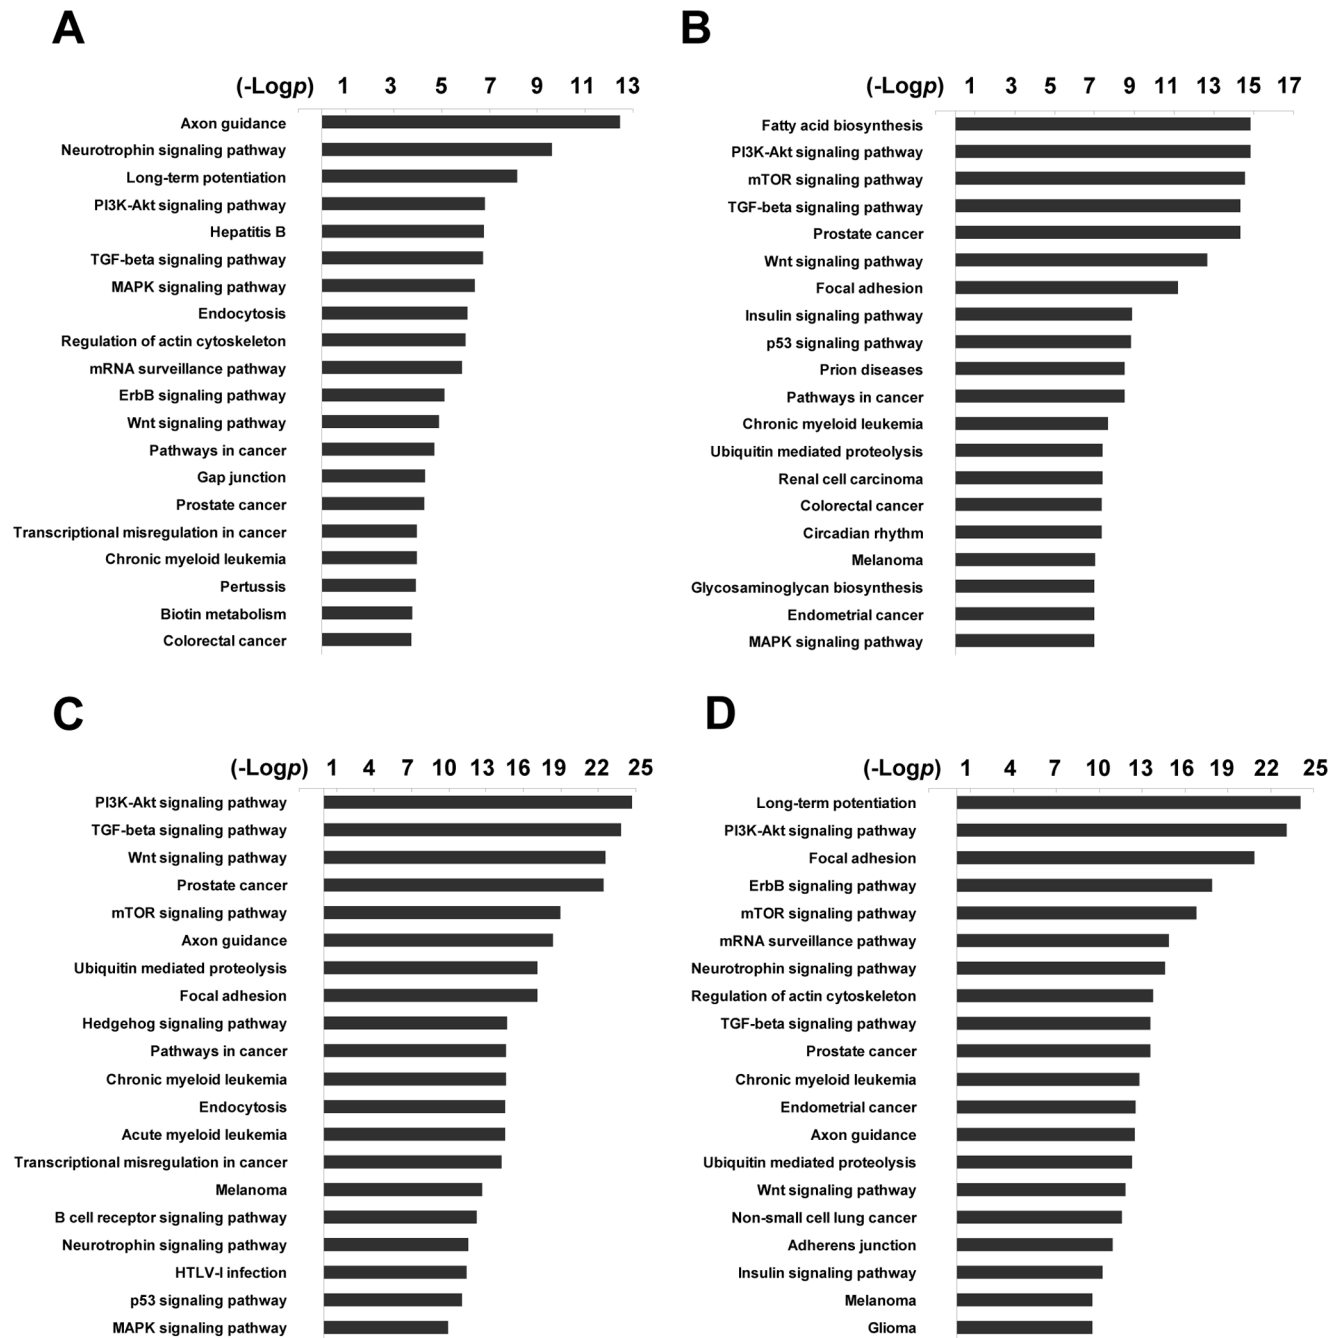 A
(-Logp) 1 3 5 7 9 11 13
Axon guidance
Neurotrophin signaling pathway
Long-term potentiation
PI3K-Akt signaling pathway
Hepatitis B
TGF-beta signaling pathway
MAPK signaling pathway
Endocytosis
Regulation of actin cytoskeleton
mRNA surveillance pathway
ErbB signaling pathway
Wnt signaling pathway
Pathways in cancer
Gap junction
Prostate cancer
Transcriptional misregulation in cancer
Chronic myeloid leukemia
Pertussis
Biotin metabolism
Colorectal cancer
B
(-Logp) 1 3 5 7 9 11 13 15 17
Fatty acid biosynthesis
PI3K-Akt signaling pathway
mTOR signaling pathway
TGF-beta signaling pathway
Prostate cancer
Wnt signaling pathway
Focal adhesion
Insulin signaling pathway
p53 signaling pathway
Prion diseases
Pathways in cancer
Chronic myeloid leukemia
Ubiquitin mediated proteolysis
Renal cell carcinoma
Colorectal cancer
Circadian rhythm
Melanoma
Glycosaminoglycan biosynthesis
Endometrial cancer
MAPK signaling pathway
C
(-Logp) 1 4 7 10 13 16 19 22 25
PI3K-Akt signaling pathway
TGF-beta signaling pathway
Wnt signaling pathway
Prostate cancer
mTOR signaling pathway
Axon guidance
Ubiquitin mediated proteolysis
Focal adhesion
Hedgehog signaling pathway
Pathways in cancer
Chronic myeloid leukemia
Endocytosis
Acute myeloid leukemia
Transcriptional misregulation in cancer
Melanoma
B cell receptor signaling pathway
Neurotrophin signaling pathway
HTLV-I infection
p53 signaling pathway
MAPK signaling pathway
D
(-Logp) 1 4 7 10 13 16 19 22 25
Long-term potentiation
PI3K-Akt signaling pathway
Focal adhesion
ErbB signaling pathway
mTOR signaling pathway
mRNA surveillance pathway
Neurotrophin signaling pathway
Regulation of actin cytoskeleton
TGF-beta signaling pathway
Prostate cancer
Chronic myeloid leukemia
Endometrial cancer
Axon guidance
Ubiquitin mediated proteolysis
Wnt signaling pathway
Non-small cell lung cancer
Adherens junction
Insulin signaling pathway
Melanoma
Glioma